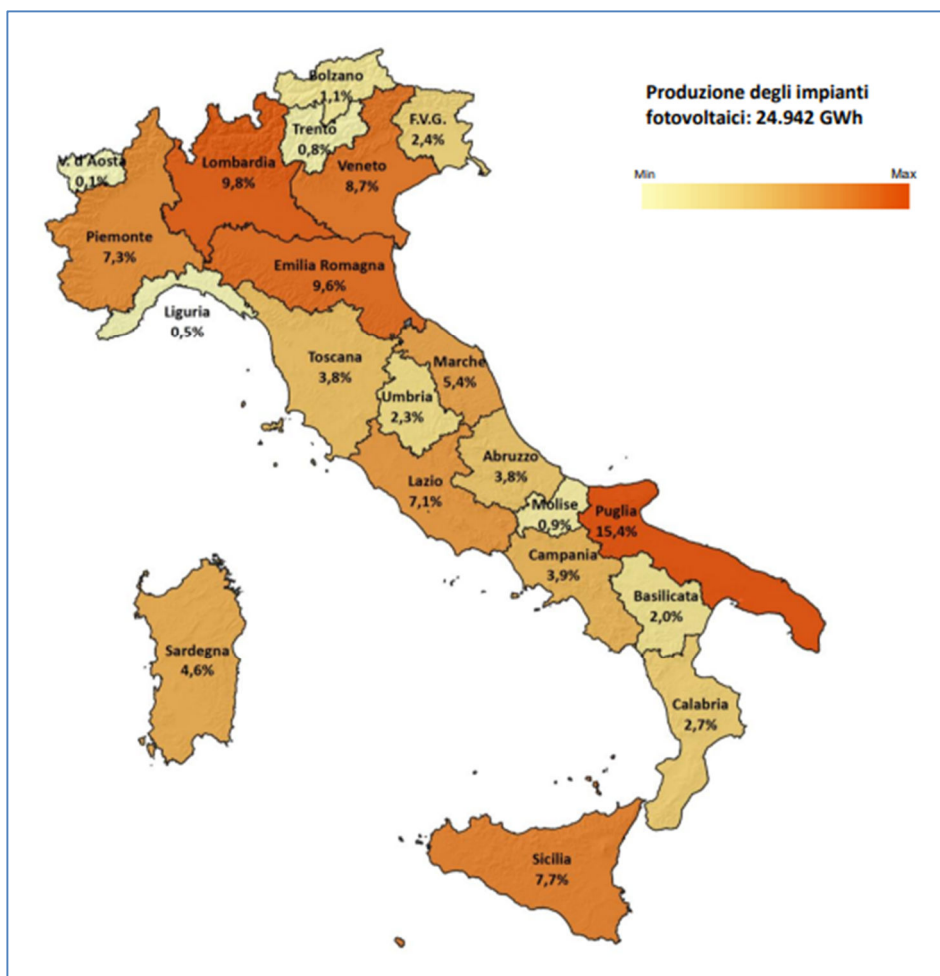 Produzione degli impianti
fotovoltaici: 24.942 GWh
Min
Max
Bolzano
1,1%
Trento
0,8%
F.V.G.
2,4%
V. d'Aosta
0,1%
Lombardia
9,8%
Veneto
8,7%
Piemonte
7,3%
Emilia Romagna
9,6%
Liguria
0,5%
Toscana
3,8%
Marche
5,4%
Umbria
2,3%
Abruzzo
3,8%
Lazio
7,1%
Molise
0,9%
Puglia
15,4%
Campania
3,9%
Basilicata
2,0%
Sardegna
4,6%
Calabria
2,7%
Sicilia
7,7%